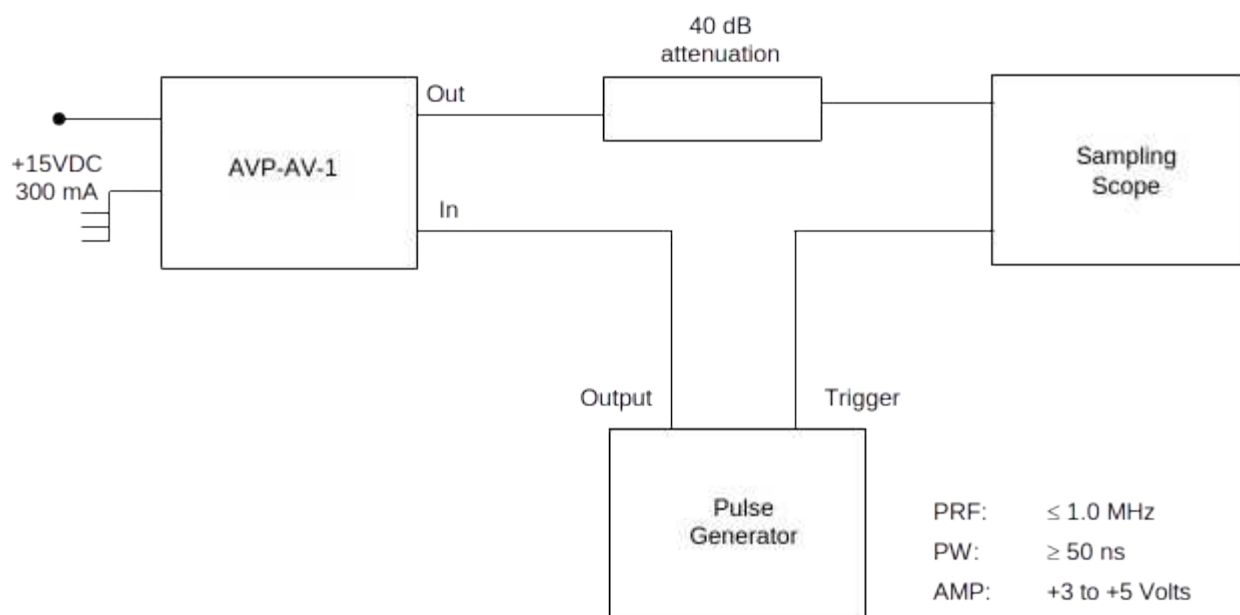 40 dB
attenuation
Out
+15VDC
300 mA
AVP-AV-1
Sampling
Scope
In
Output
Trigger
Pulse
Generator
PRF: ≤ 1.0 MHz
PW: ≥ 50 ns
AMP: +3 to +5 Volts